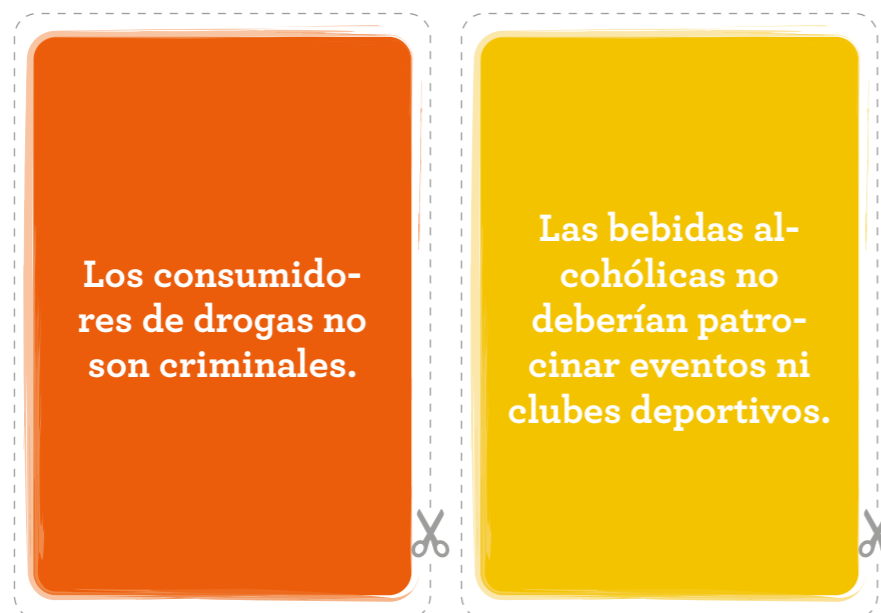 Los consumido-
res de drogas no
son criminales.
Las bebidas al-
cohólicas no
deberían patro-
cinar eventos ni
clubes deportivos.